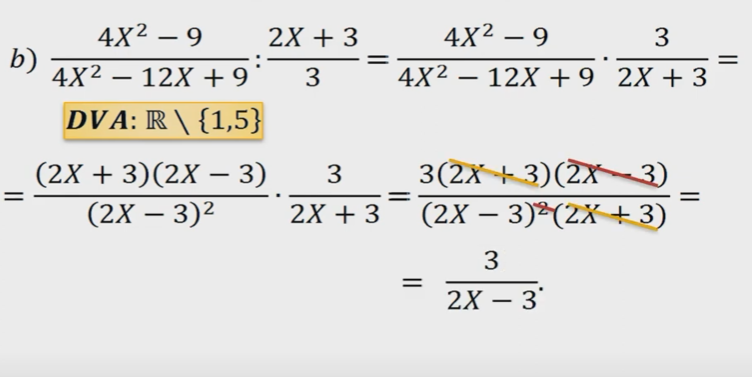 b) (4X² − 9)/(4X² − 12X + 9) : (2X + 3)/3 = (4X² − 9)/(4X² − 12X + 9) · 3/(2X + 3) =
DVA: ℝ \ {1,5}
= ((2X + 3)(2X − 3))/((2X − 3)²) · 3/(2X + 3) = (3(2X + 3)(2X − 3))/((2X − 3)²(2X + 3)) =
= 3/(2X − 3).